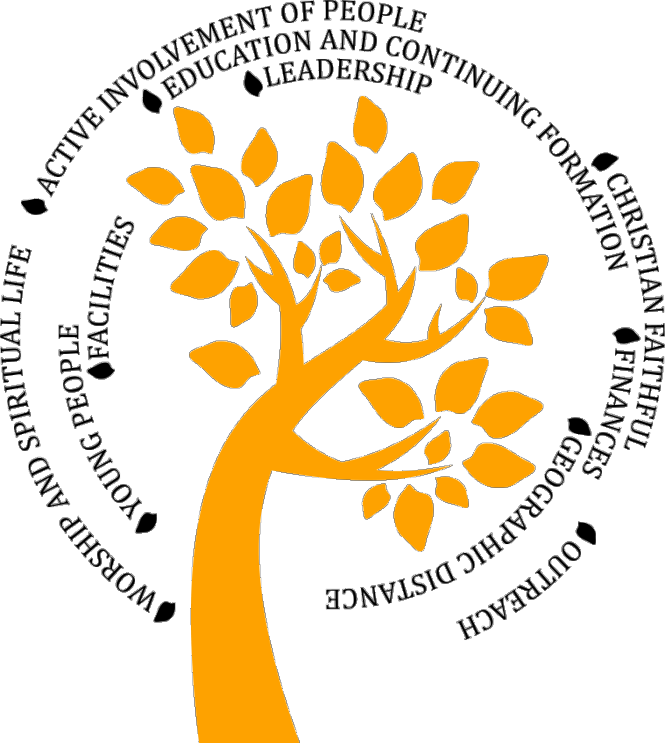 ACTIVE INVOLVEMENT OF PEOPLE
EDUCATION AND CONTINUING FORMATION
LEADERSHIP
CHRISTIAN FAITHFUL
FINANCES
GEOGRAPHIC DISTANCE
OUTREACH
FACILITIES
YOUNG PEOPLE
WORSHIP AND SPIRITUAL LIFE